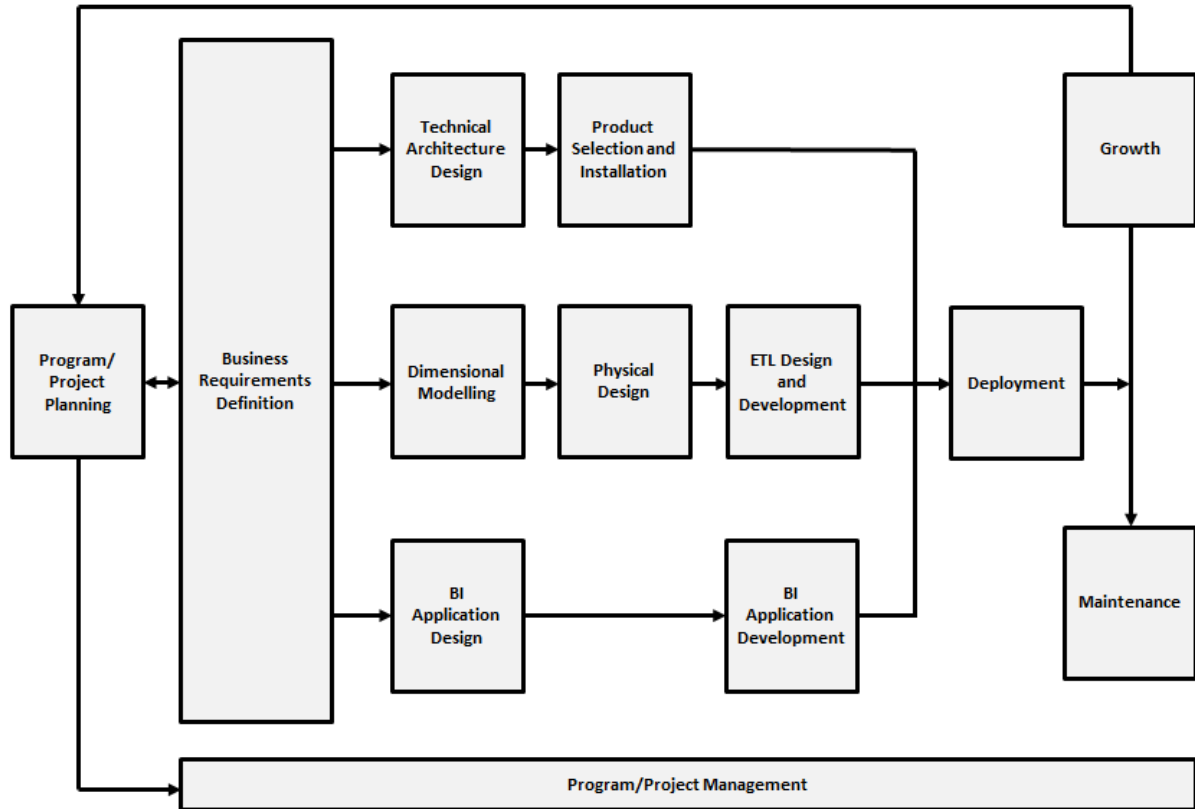 Technical
Architecture
Design
Product
Selection and
Installation
Growth
Program/
Project
Planning
Business
Requirements
Definition
Dimensional
Modelling
Physical
Design
ETL Design
and
Development
Deployment
BI
Application
Design
BI
Application
Development
Maintenance
Program/Project Management